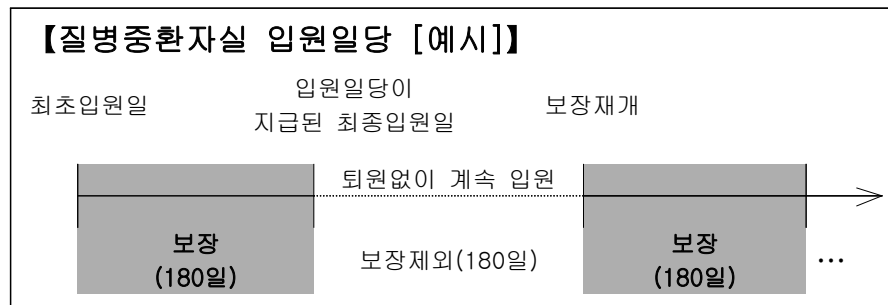 【질병중환자실 입원일당 [예시]】
최초입원일
입원일당이
지급된 최종입원일
보장재개
퇴원없이 계속 입원
보장
(180일)
보장제외(180일)
보장
(180일)
…